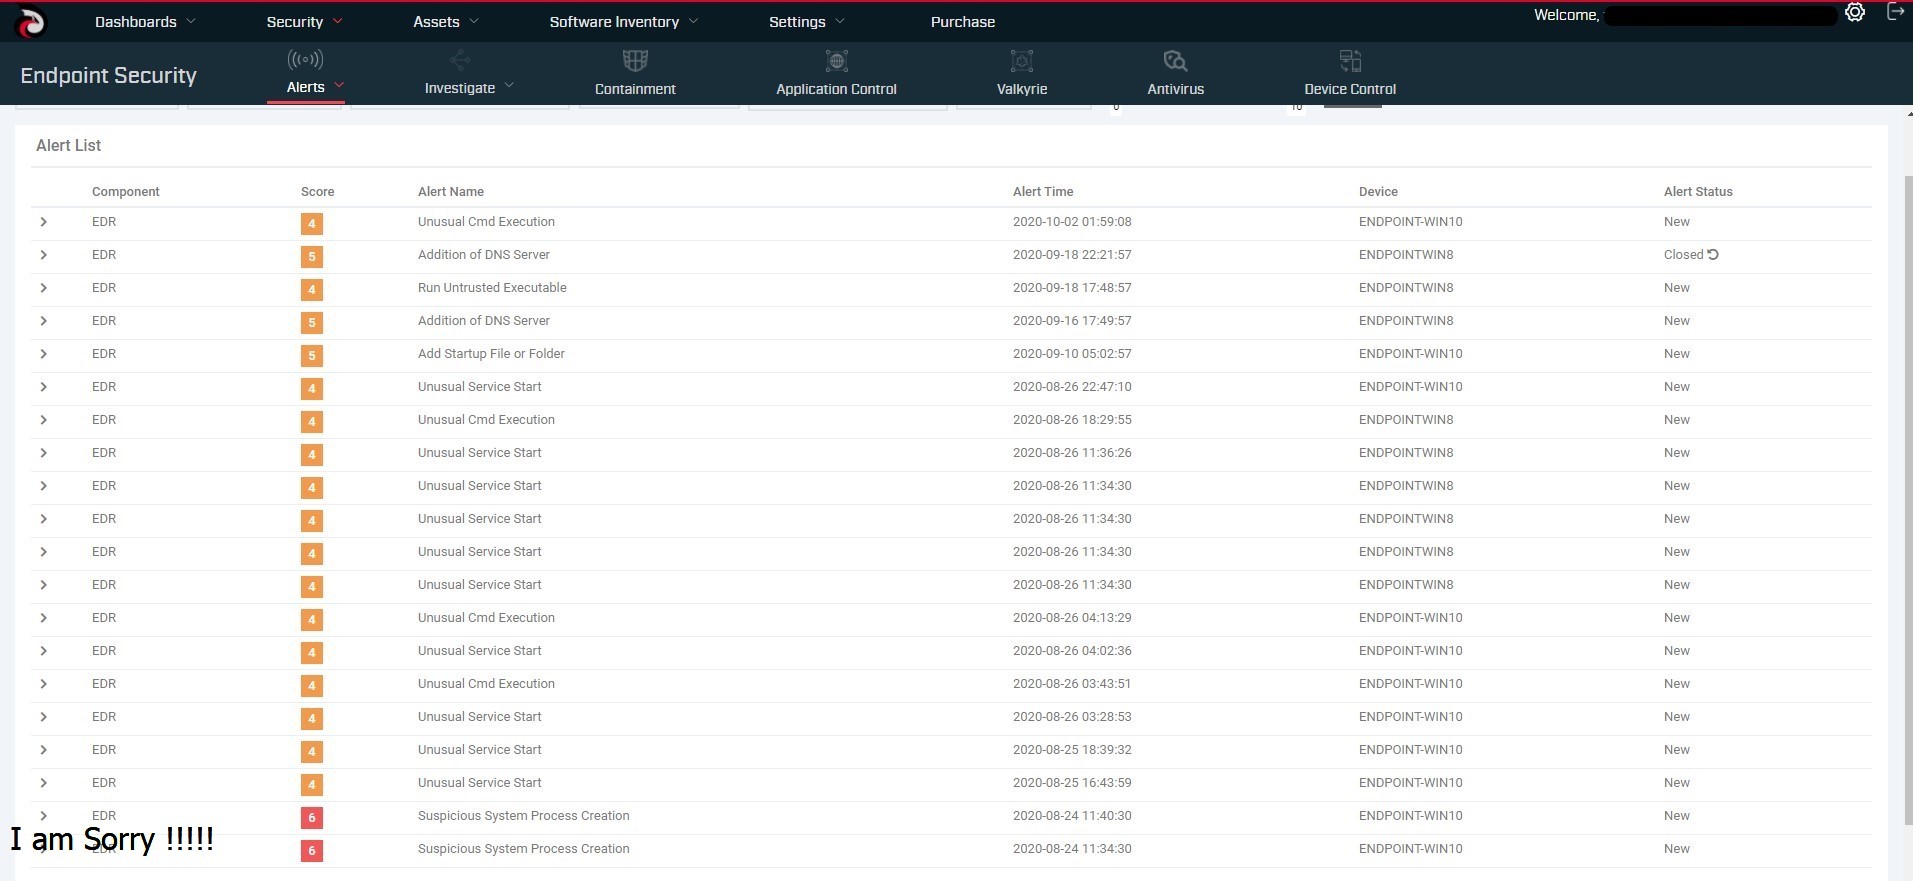 Dashboards Security Assets Software Inventory Settings Purchase Welcome,
Endpoint Security Alerts Investigate Containment Application Control Valkyrie Antivirus Device Control
0 10
Alert List
Component Score Alert Name Alert Time Device Alert Status
EDR 4 Unusual Cmd Execution 2020-10-02 01:59:08 ENDPOINT-WIN10 New
EDR 5 Addition of DNS Server 2020-09-18 22:21:57 ENDPOINTWIN8 Closed
EDR 4 Run Untrusted Executable 2020-09-18 17:48:57 ENDPOINTWIN8 New
EDR 5 Addition of DNS Server 2020-09-16 17:49:57 ENDPOINTWIN8 New
EDR 5 Add Startup File or Folder 2020-09-10 05:02:57 ENDPOINT-WIN10 New
EDR 4 Unusual Service Start 2020-08-26 22:47:10 ENDPOINT-WIN10 New
EDR 4 Unusual Cmd Execution 2020-08-26 18:29:55 ENDPOINTWIN8 New
EDR 4 Unusual Service Start 2020-08-26 11:36:26 ENDPOINTWIN8 New
EDR 4 Unusual Service Start 2020-08-26 11:34:30 ENDPOINTWIN8 New
EDR 4 Unusual Service Start 2020-08-26 11:34:30 ENDPOINTWIN8 New
EDR 4 Unusual Service Start 2020-08-26 11:34:30 ENDPOINTWIN8 New
EDR 4 Unusual Service Start 2020-08-26 11:34:30 ENDPOINTWIN8 New
EDR 4 Unusual Cmd Execution 2020-08-26 04:13:29 ENDPOINT-WIN10 New
EDR 4 Unusual Service Start 2020-08-26 04:02:36 ENDPOINT-WIN10 New
EDR 4 Unusual Cmd Execution 2020-08-26 03:43:51 ENDPOINT-WIN10 New
EDR 4 Unusual Service Start 2020-08-26 03:28:53 ENDPOINT-WIN10 New
EDR 4 Unusual Service Start 2020-08-25 18:39:32 ENDPOINT-WIN10 New
EDR 4 Unusual Service Start 2020-08-25 16:43:59 ENDPOINT-WIN10 New
EDR 6 Suspicious System Process Creation 2020-08-24 11:40:30 ENDPOINT-WIN10 New
I am Sorry !!!!!
EDR 6 Suspicious System Process Creation 2020-08-24 11:34:30 ENDPOINT-WIN10 New